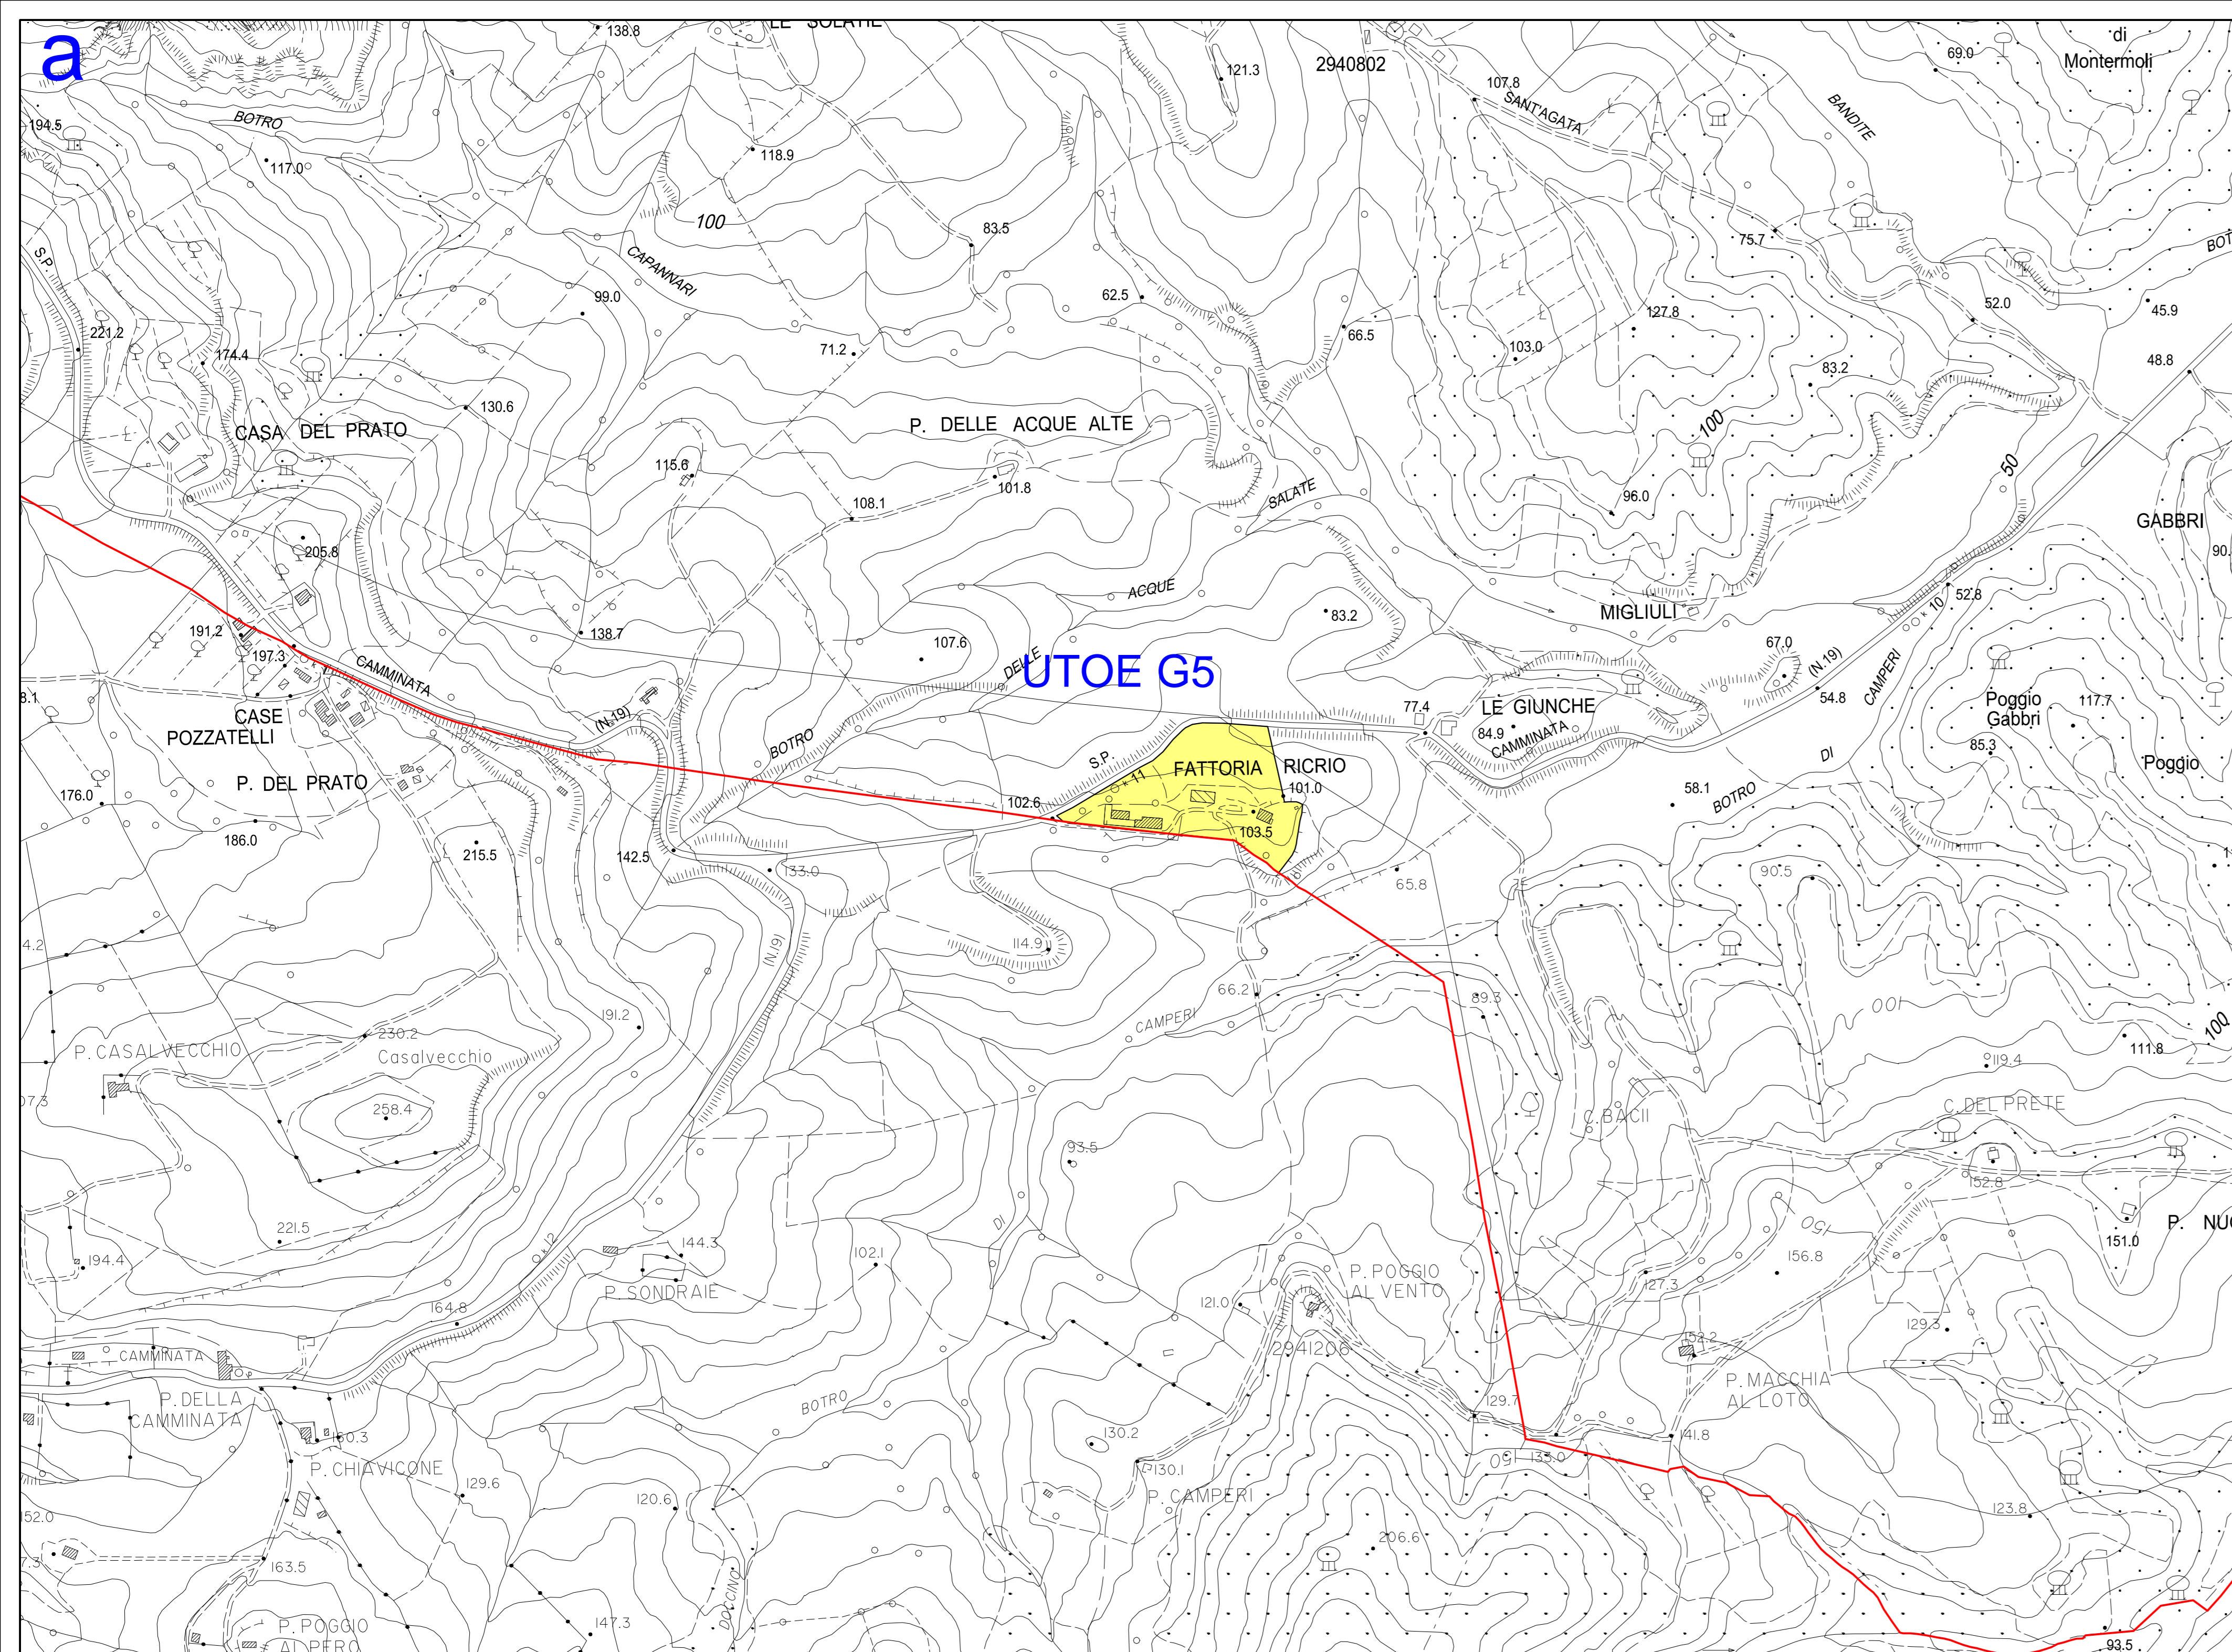 a
138.8
121.3
2940802
107.8
SANT'AGATA
BANDITE
69.0
di
Montermoli
194.5
BOTRO
117.0
118.9
100
83.5
CAPANNARI
99.0
62.5
66.5
71.2
75.7
127.8
103.0
83.2
52.0
45.9
48.8
S.P.
221.2
174.4
130.6
CASA DEL PRATO
P. DELLE ACQUE ALTE
100
115.6
101.8
108.1
SALATE
96.0
50
GABBRI
205.8
ACQUE
83.2
MIGLIULI
k 10
52.8
191.2
138.7
197.3
107.6
DELLE
UTOE G5
67.0
(N.19)
54.8
CAMPERI
CAMMINATA
CASE
POZZATELLI
(N.19)
BOTRO
77.4
LE GIUNCHE
84.9
CAMMINATA
Poggio
Gabbri
117.7
85.3
Poggio
S.P.
k 11
FATTORIA RICRIO
101.0
103.5
102.6
P. DEL PRATO
176.0
186.0
215.5
142.5
133.0
65.8
58.1
BOTRO
DI
90.5
(N.19)
114.9
66.2
CAMPERI
89.3
100
100
111.8
191.2
230.2
P. CASALVECCHIO
Casalvecchio
258.4
119.4
C. BACII
C. DEL PRETE
93.5
152.8
221.5
194.4
k 12
144.3
P. SONDRAIE
102.1
DI
P. POGGIO
AL VENTO
121.0
2941206
127.3
150
156.8
151.0
129.3
164.8
CAMMINATA
P. DELLA
CAMMINATA
160.3
P. CHIAVICONE
129.6
BOTRO
130.2
130.1
P. CAMPERI
129.7
150
133.0
141.8
152.2
P. MACCHIA
AL LOTO
123.8
120.6
206.6
163.5
DOCCINO
147.3
P. POGGIO
AL PERO
93.5